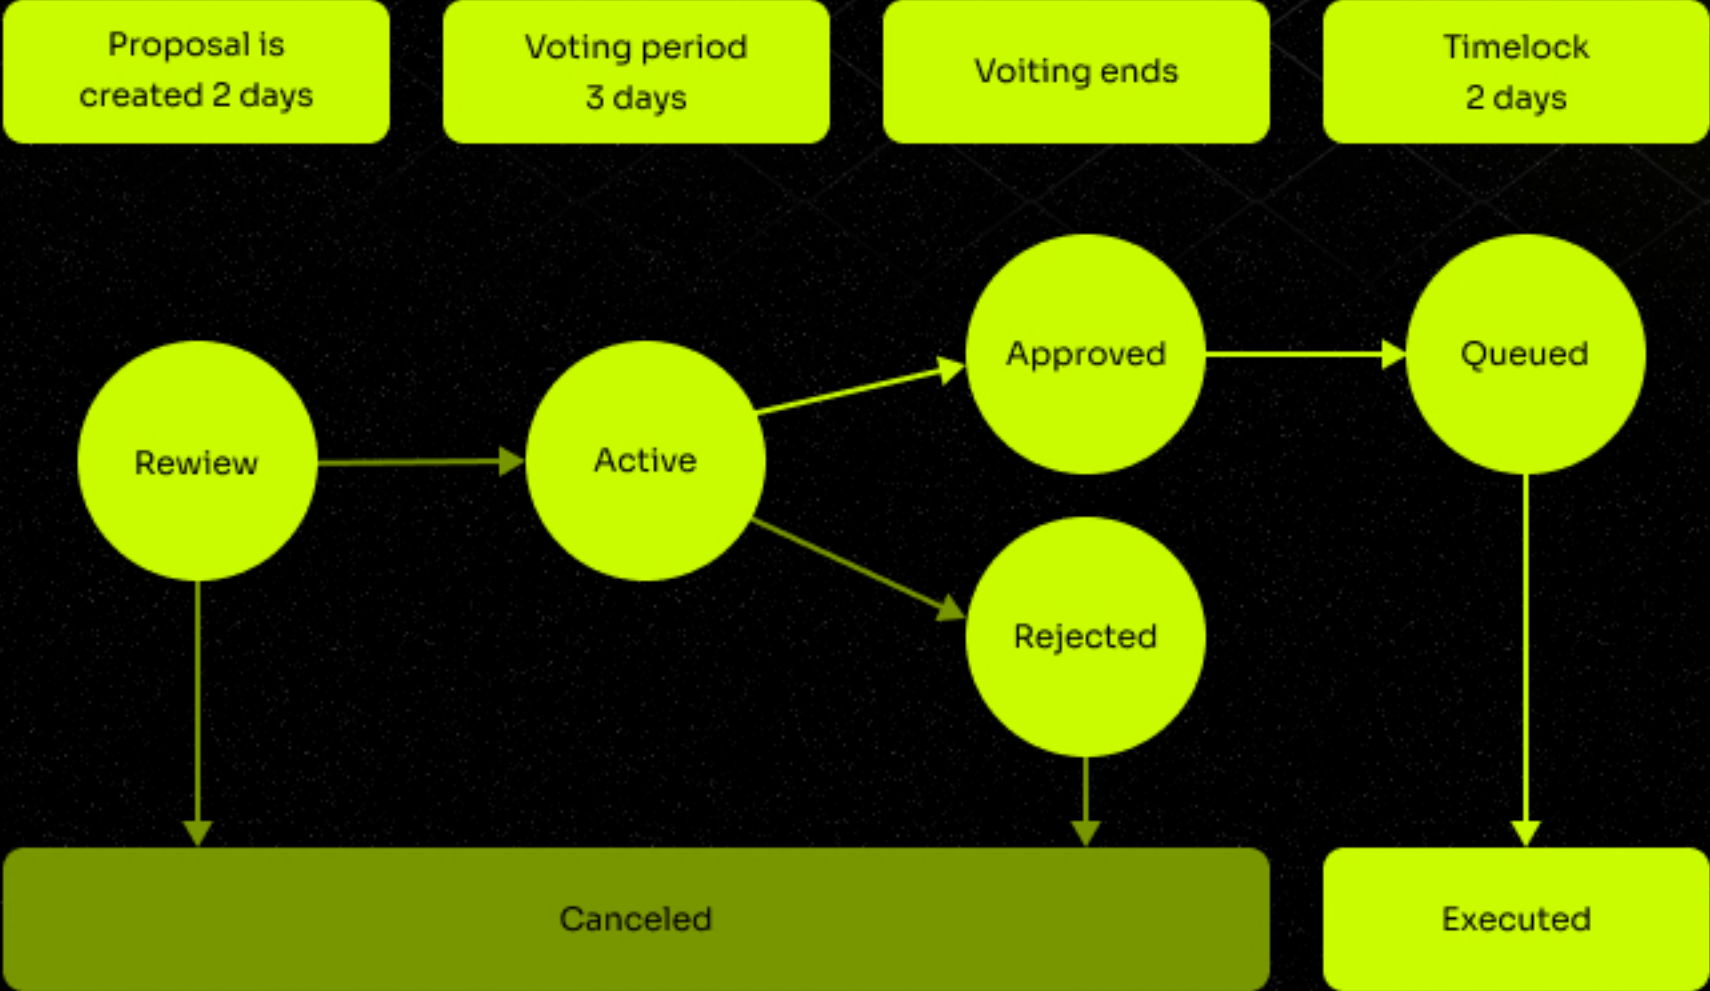 Proposal is
created 2 days
Voting period
3 days
Voiting ends
Timelock
2 days
Approved
Queued
Rewiew
Active
Rejected
Canceled
Executed